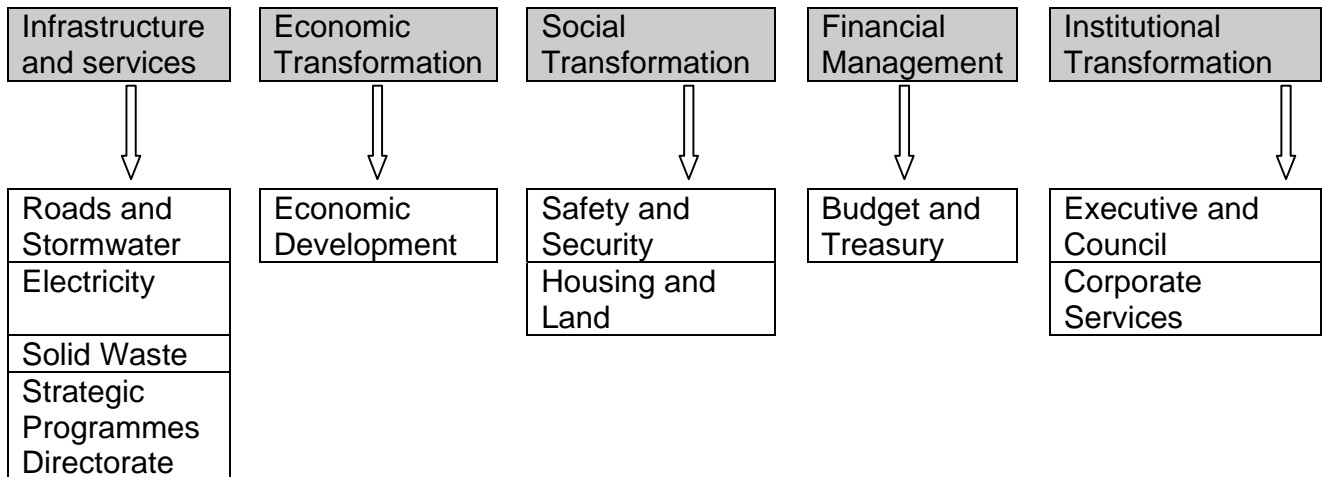 Infrastructure
and services
Economic
Transformation
Social
Transformation
Financial
Management
Institutional
Transformation
Roads and
Stormwater
Electricity
Solid Waste
Strategic
Programmes
Directorate
Economic
Development
Safety and
Security
Housing and
Land
Budget and
Treasury
Executive and
Council
Corporate
Services